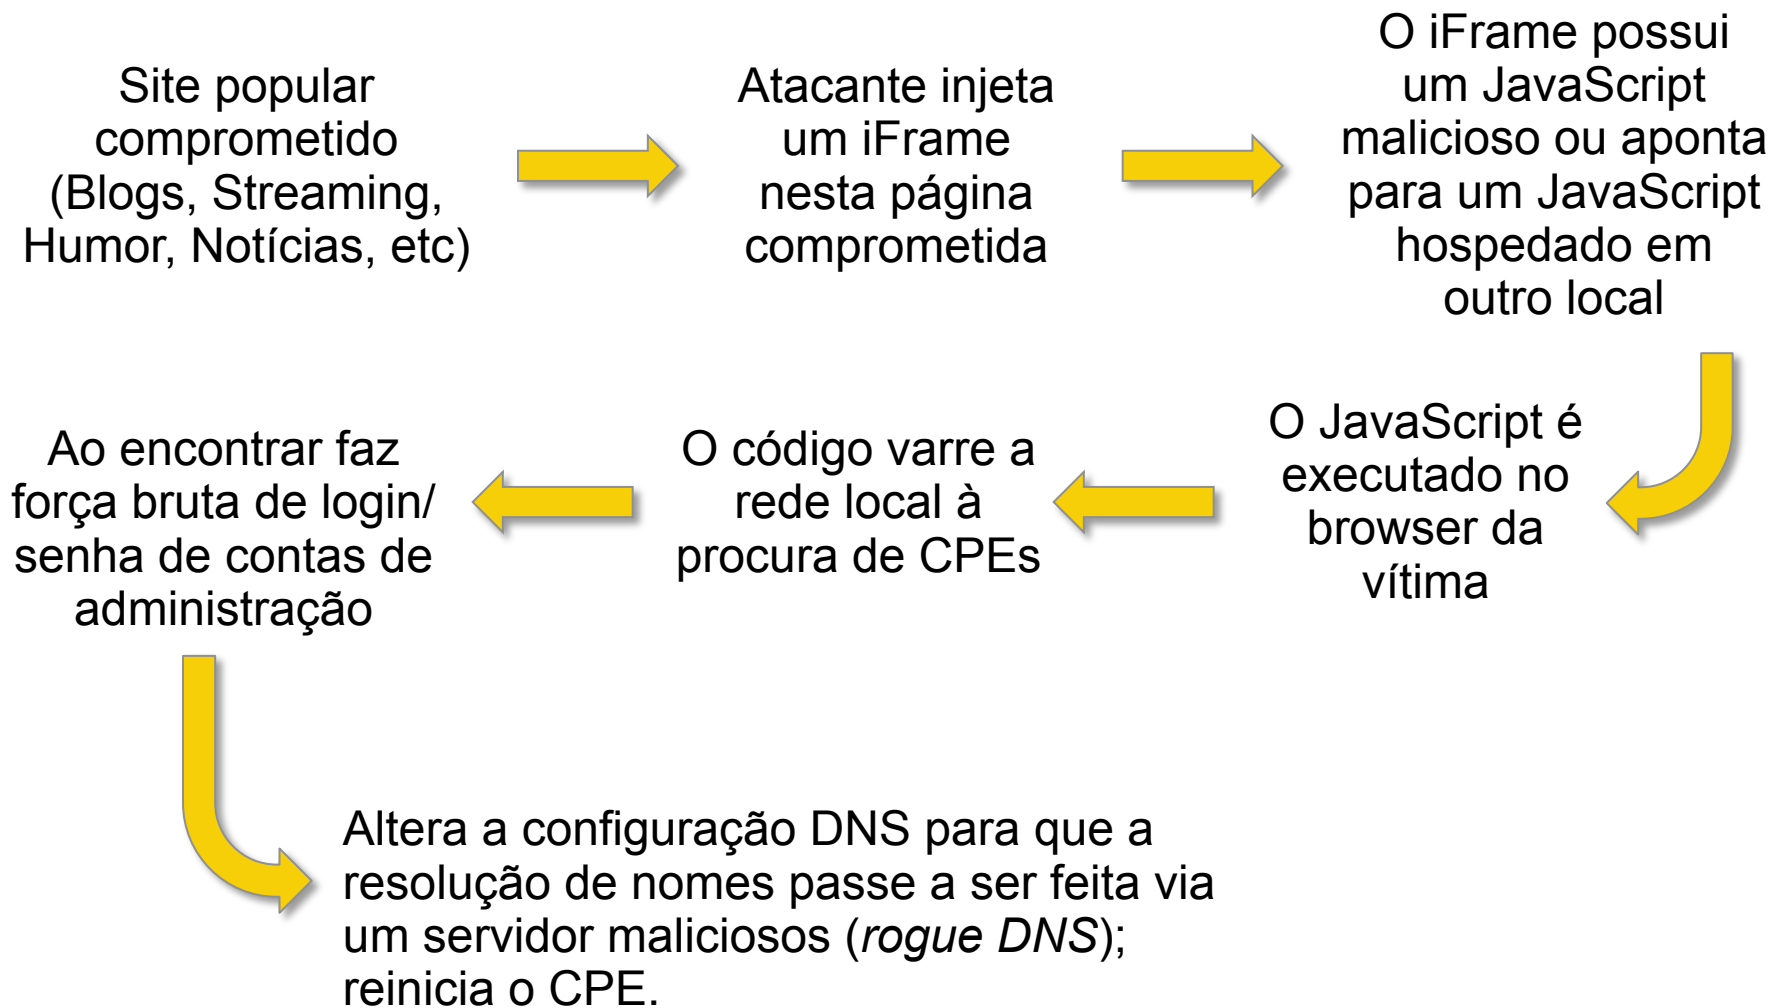 Site popular
comprometido
(Blogs, Streaming,
Humor, Notícias, etc)
Atacante injeta
um iFrame
nesta página
comprometida
O iFrame possui
um JavaScript
malicioso ou aponta
para um JavaScript
hospedado em
outro local
O JavaScript é
executado no
browser da
vítima
O código varre a
rede local à
procura de CPEs
Ao encontrar faz
força bruta de login/
senha de contas de
administração
Altera a configuração DNS para que a
resolução de nomes passe a ser feita via
um servidor maliciosos (rogue DNS);
reinicia o CPE.